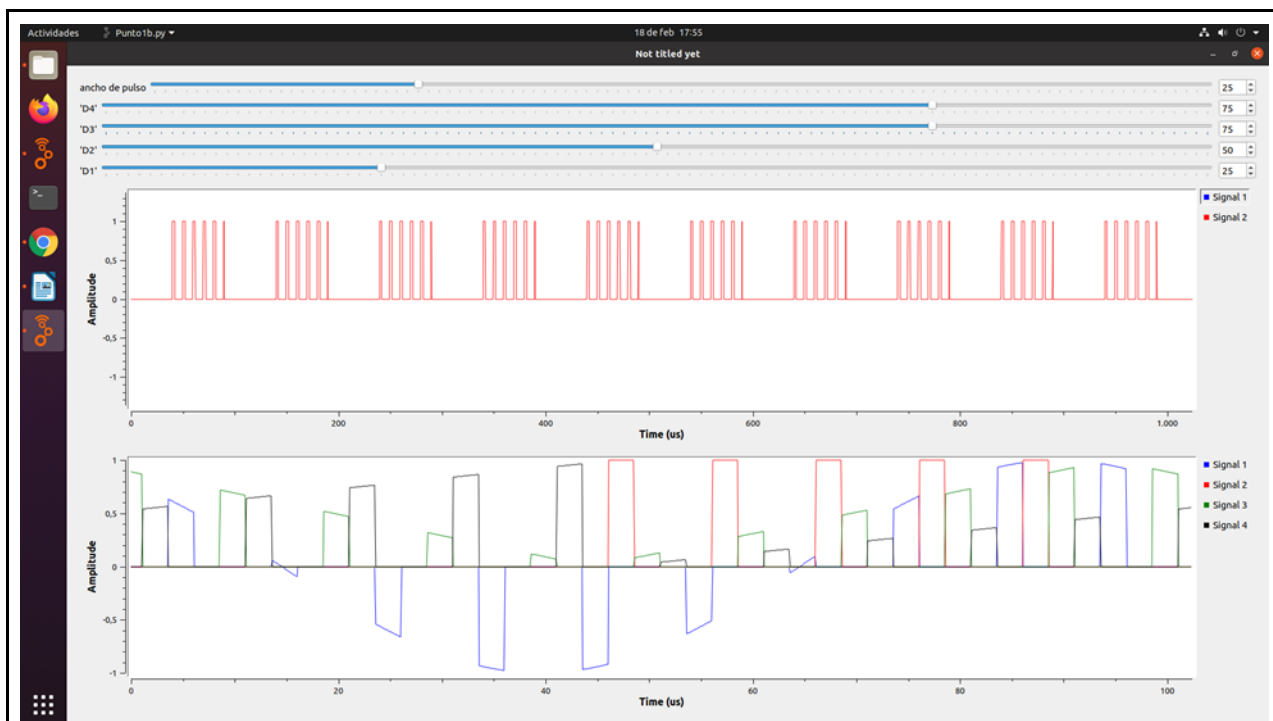 Actividades Punto1b.py 18 de feb 17:55
Not titled yet
ancho de pulso 25
'D4' 75
'D3' 75
'D2' 50
'D1' 25
Signal 1
Signal 2
1
0,5
0
-0,5
-1
Amplitude
0 200 400 600 800 1.000
Time (us)
Signal 1
Signal 2
Signal 3
Signal 4
1
0,5
0
-0,5
-1
Amplitude
0 20 40 60 80 100
Time (us)